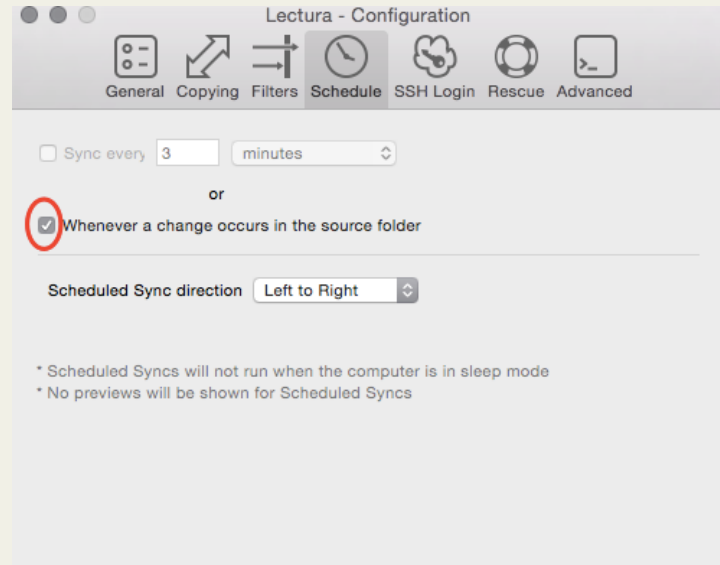 Lectura - Configuration
General Copying Filters Schedule SSH Login Rescue Advanced
Sync every 3 minutes
or
Whenever a change occurs in the source folder
Scheduled Sync direction Left to Right
* Scheduled Syncs will not run when the computer is in sleep mode
* No previews will be shown for Scheduled Syncs